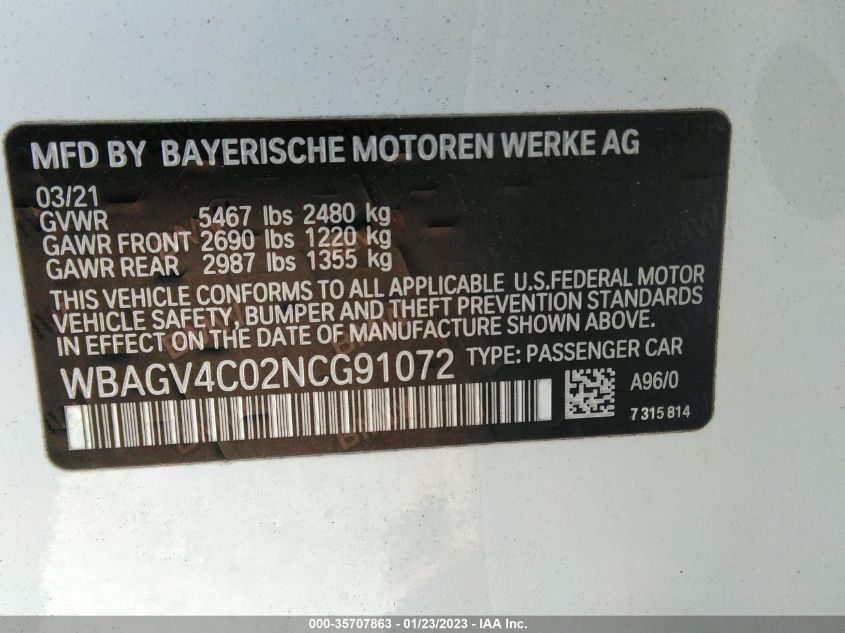 MFD BY BAYERISCHE MOTOREN WERKE AG
03/21
GVWR 5467 lbs 2480 kg
GAWR FRONT 2690 lbs 1220 kg
GAWR REAR 2987 lbs 1355 kg
THIS VEHICLE CONFORMS TO ALL APPLICABLE U.S.FEDERAL MOTOR
VEHICLE SAFETY, BUMPER AND THEFT PREVENTION STANDARDS
IN EFFECT ON THE DATE OF MANUFACTURE SHOWN ABOVE.
WBAGV4C02NCG91072 TYPE: PASSENGER CAR
A96/0
7 315 814
000-35707863 / 01/23/2023 - IAA Inc.